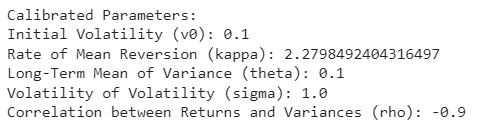 Calibrated Parameters:
Initial Volatility (v0): 0.1
Rate of Mean Reversion (kappa): 2.2798492404316497
Long-Term Mean of Variance (theta): 0.1
Volatility of Volatility (sigma): 1.0
Correlation between Returns and Variances (rho): -0.9